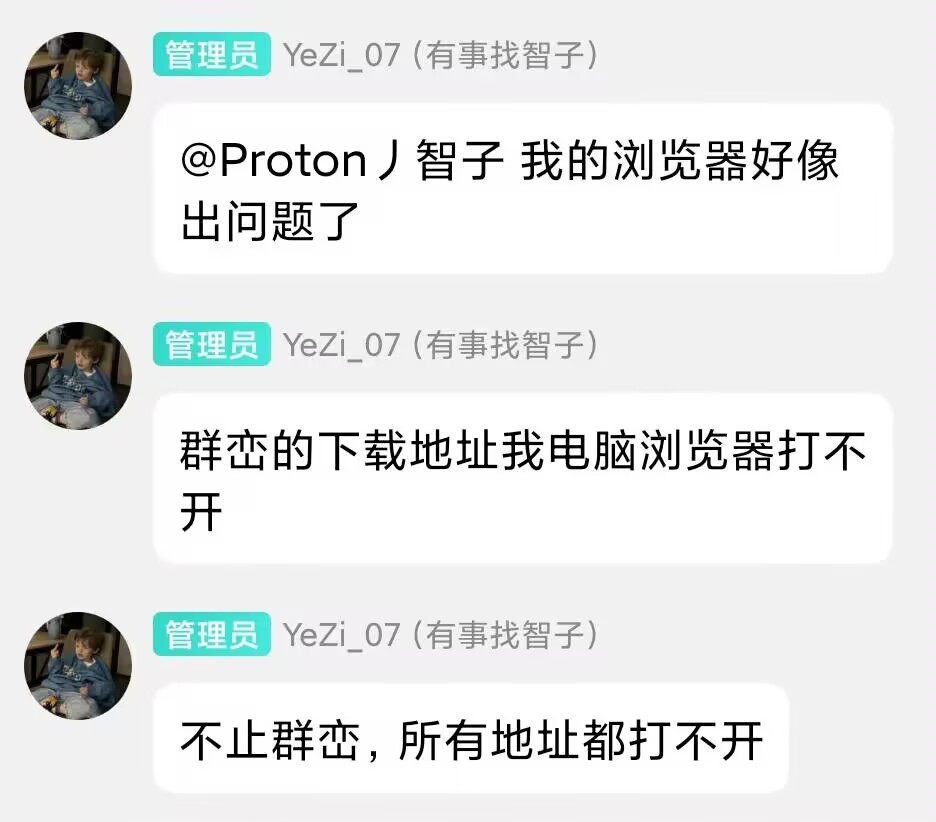 管理员 YeZi_07 (有事找智子)
@Proton丿智子 我的浏览器好像
出问题了
管理员 YeZi_07 (有事找智子)
群峦的下载地址我电脑浏览器打不
开
管理员 YeZi_07 (有事找智子)
不止群峦，所有地址都打不开